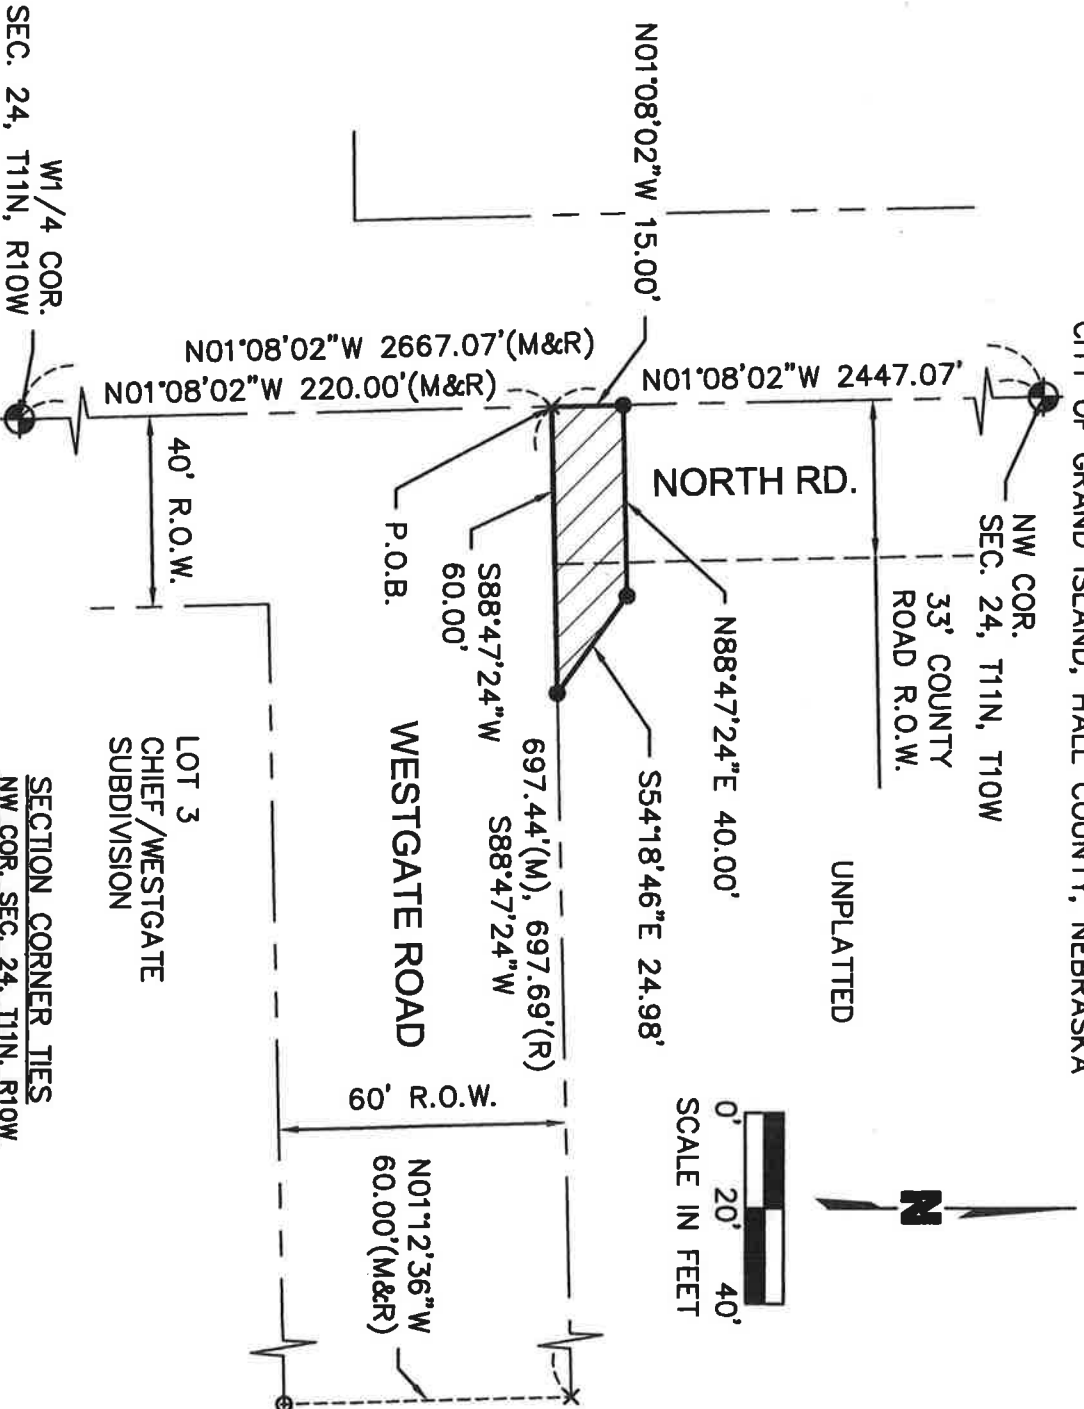 CITY OF GRAND ISLAND, HALL COUNTY, NEBRASKA
NW COR.
SEC. 24, T11N, T10W
33' COUNTY
ROAD R.O.W.
UNPLATTED
N01°08'02"W 2447.07'
NORTH RD.
N01°08'02"W 15.00'
N88°47'24"E 40.00'
S54°18'46"E 24.98'
0' 20' 40'
SCALE IN FEET
N
N01°08'02"W 2667.07'(M&R)
N01°08'02"W 220.00'(M&R)
P.O.B.
S88°47'24"W
60.00'
697.44'(M), 697.69'(R)
S88°47'24"W
WESTGATE ROAD
60' R.O.W.
N01°12'36"W
60.00'(M&R)
40' R.O.W.
LOT 3
CHIEF/WESTGATE
SUBDIVISION
W1/4 COR.
SEC. 24, T11N, R10W
SECTION CORNER TIES
NW COR. SEC. 24, T11N, R10W